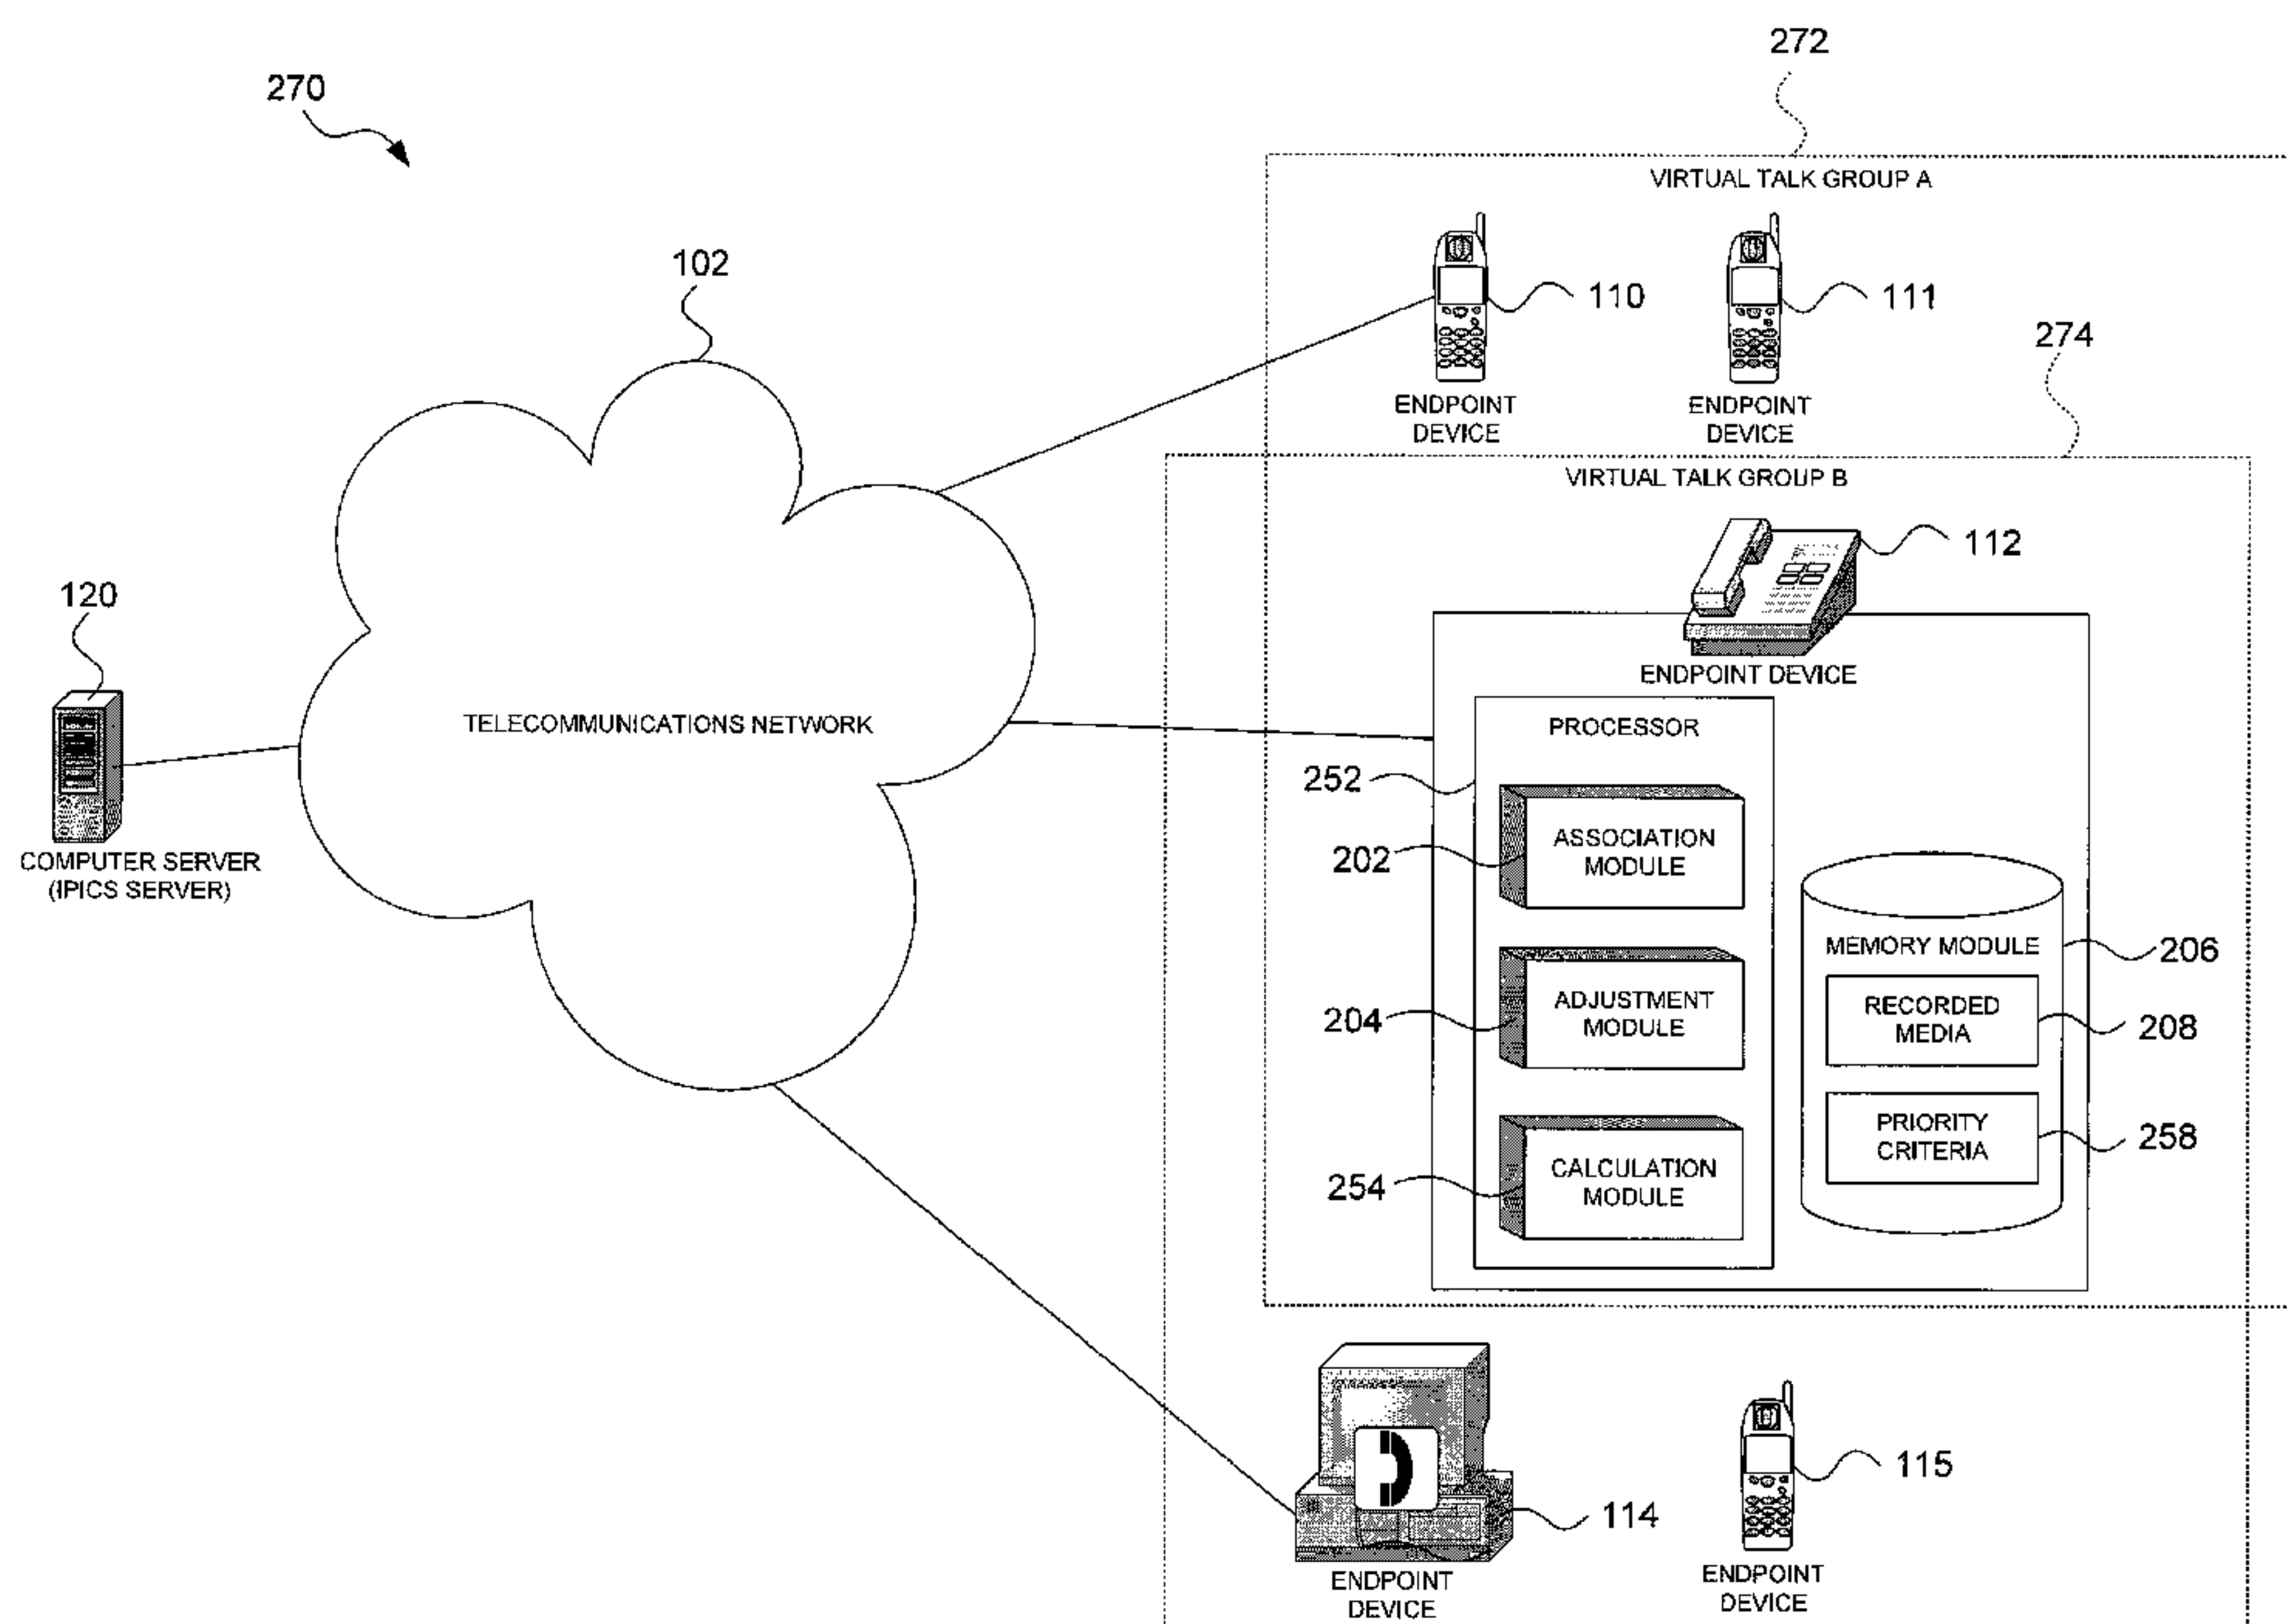 272
270
VIRTUAL TALK GROUP A
102
110
111
274
ENDPOINT
DEVICE
ENDPOINT
DEVICE
VIRTUAL TALK GROUP B
112
120
ENDPOINT DEVICE
TELECOMMUNICATIONS NETWORK
PROCESSOR
252
ASSOCIATION
MODULE
202
COMPUTER SERVER
(IPICS SERVER)
MEMORY MODULE
206
ADJUSTMENT
MODULE
204
RECORDED
MEDIA
208
PRIORITY
CRITERIA
258
CALCULATION
MODULE
254
115
114
ENDPOINT
DEVICE
ENDPOINT
DEVICE